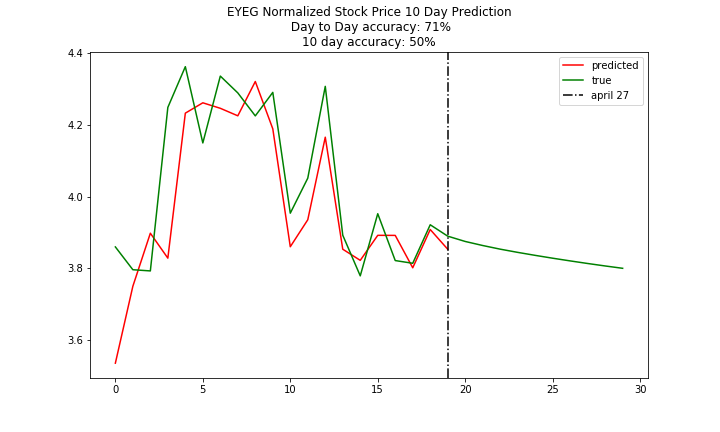 EYEG Normalized Stock Price 10 Day Prediction
Day to Day accuracy: 71%
10 day accuracy: 50%
4.4
4.2
4.0
3.8
3.6
predicted
true
april 27
0 5 10 15 20 25 30